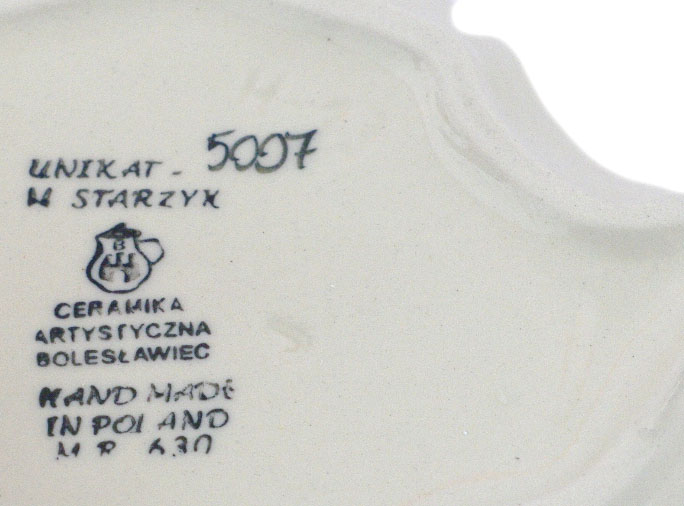 UNIKAT - 5007
M STARZYK
B
CERAMIKA
ARTYSTYCZNA
BOLESŁAWIEC
HAND MADE
IN POLAND
M R 630